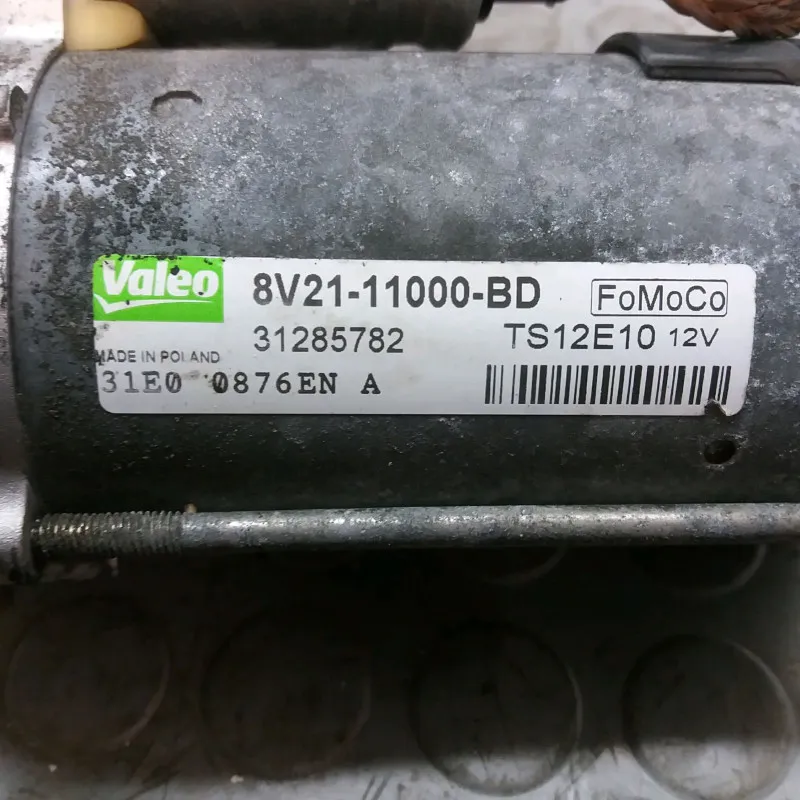 Valeo 8V21-11000-BD FoMoCo
31285782 TS12E10 12V
MADE IN POLAND
31E0 0876EN A